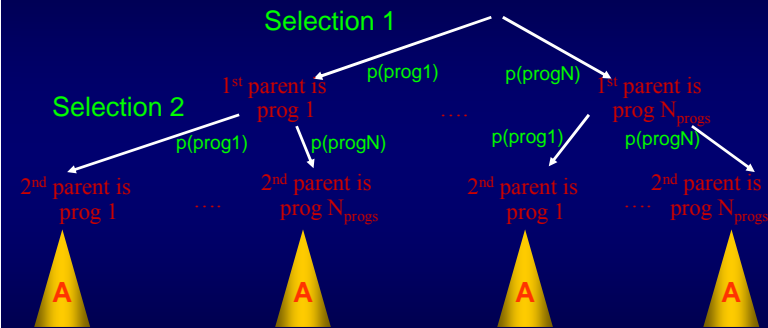 Selection 1
p(prog1)
p(progN)
1st parent is
prog 1
....
1st parent is
prog Nprogs
Selection 2
p(prog1)
p(progN)
p(prog1)
p(progN)
2nd parent is
prog 1
....
2nd parent is
prog Nprogs
2nd parent is
prog 1
....
2nd parent is
prog Nprogs
A
A
A
A